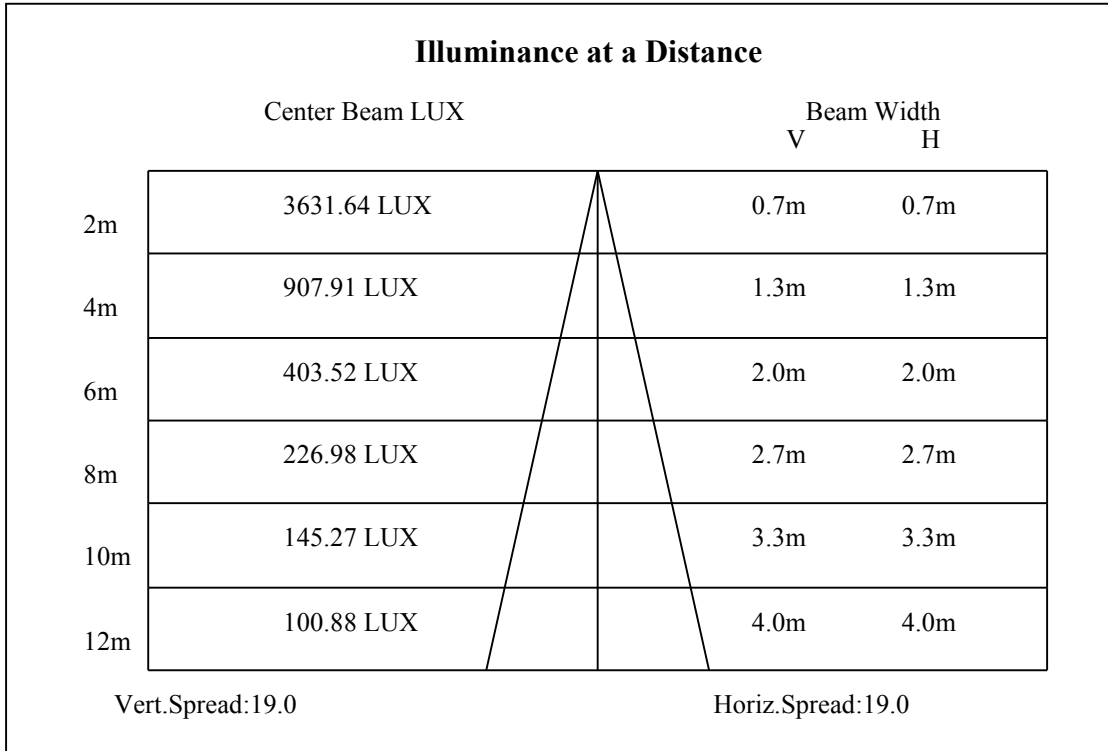 Illuminance at a Distance
Center Beam LUX Beam Width
V H
2m 3631.64 LUX 0.7m 0.7m
4m 907.91 LUX 1.3m 1.3m
6m 403.52 LUX 2.0m 2.0m
8m 226.98 LUX 2.7m 2.7m
10m 145.27 LUX 3.3m 3.3m
12m 100.88 LUX 4.0m 4.0m
Vert.Spread:19.0 Horiz.Spread:19.0